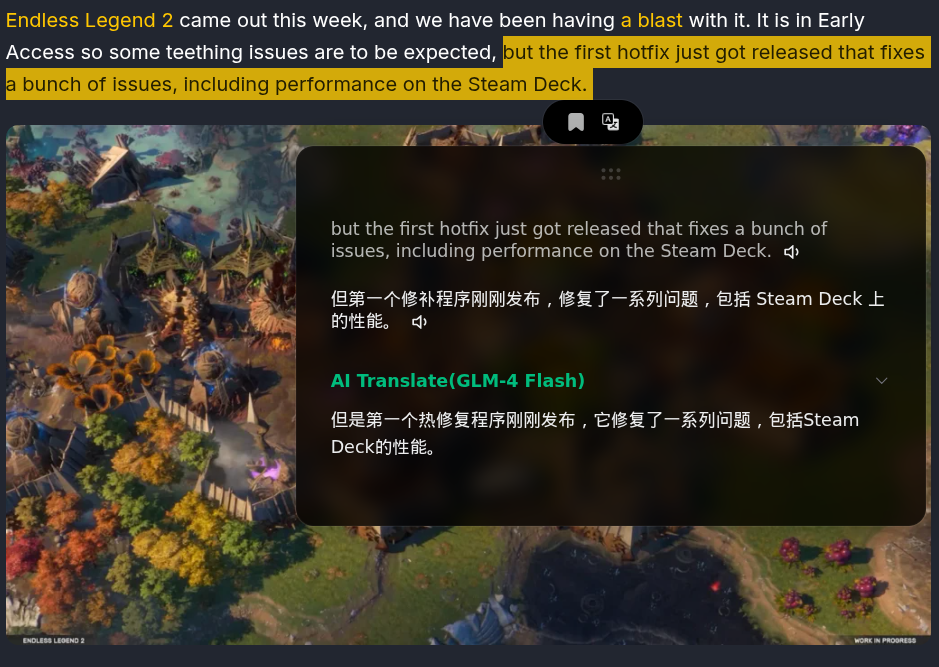 Endless Legend 2 came out this week, and we have been having a blast with it. It is in Early
Access so some teething issues are to be expected, but the first hotfix just got released that fixes
a bunch of issues, including performance on the Steam Deck.
but the first hotfix just got released that fixes a bunch of
issues, including performance on the Steam Deck.
但第一个修补程序刚刚发布，修复了一系列问题，包括 Steam Deck 上
的性能。
AI Translate(GLM-4 Flash)
但是第一个热修复程序刚刚发布，它修复了一系列问题，包括Steam
Deck的性能。
ENDLESS LEGEND 2
WORK IN PROGRESS